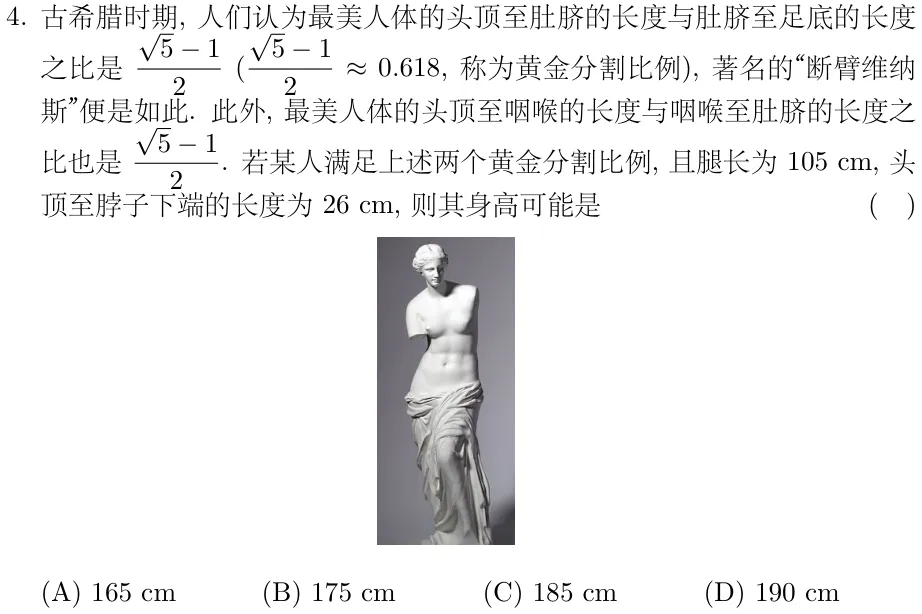 4. 古希腊时期, 人们认为最美人体的头顶至肚脐的长度与肚脐至足底的长度
之比是 $\frac{\sqrt{5}-1}{2}$ ($\frac{\sqrt{5}-1}{2}$ ≈ 0.618, 称为黄金分割比例), 著名的“断臂维纳
斯”便是如此. 此外, 最美人体的头顶至咽喉的长度与咽喉至肚脐的长度之
比也是 $\frac{\sqrt{5}-1}{2}$. 若某人满足上述两个黄金分割比例, 且腿长为 105 cm, 头
顶至脖子下端的长度为 26 cm, 则其身高可能是 ( )
(A) 165 cm (B) 175 cm (C) 185 cm (D) 190 cm